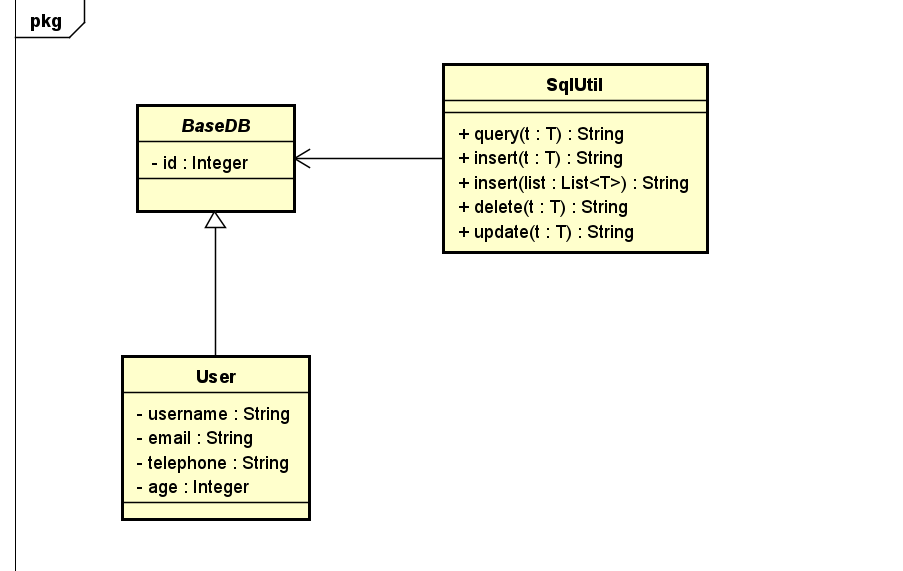 pkg
BaseDB
- id : Integer
SqlUtil
+ query(t : T) : String
+ insert(t : T) : String
+ insert(list : List<T>) : String
+ delete(t : T) : String
+ update(t : T) : String
User
- username : String
- email : String
- telephone : String
- age : Integer